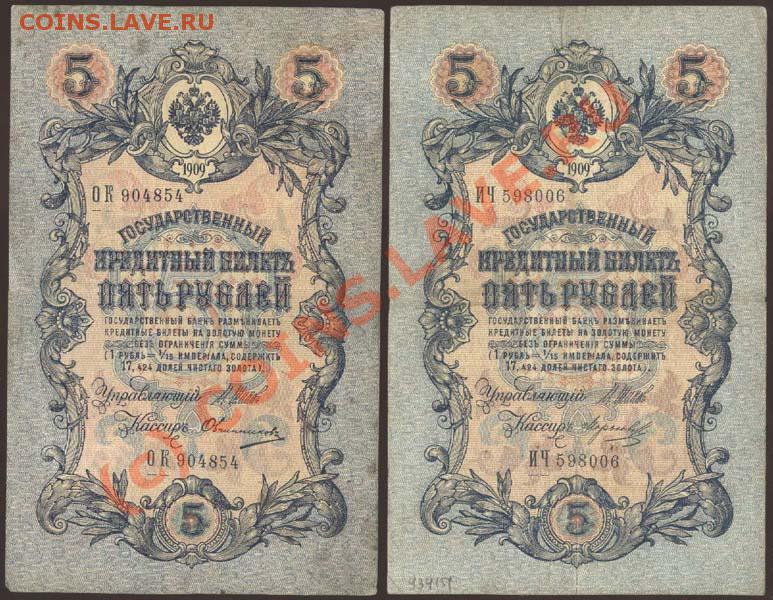 COINS.LAVE.РУ
5 5
1909
ОК 904854
ГОСУДАРСТВЕННЫЙ
КРЕДИТНЫЙ БИЛЕТЪ
ПЯТЬ РУБЛЕЙ
ГОСУДАРСТВЕННЫЙ БАНКЪ РАЗМѢНИВАЕТЪ
КРЕДИТНЫЕ БИЛЕТЫ НА ЗОЛОТУЮ МОНЕТУ
БЕЗЪ ОГРАНИЧЕНІЯ СУММЫ
(1 РУБЛЬ = 1/15 ИМПЕРІАЛА, СОДЕРЖИТЪ
17,424 ДОЛЕЙ ЧИСТАГО ЗОЛОТА).
Управляющій
Кассиръ Овчинниковъ
ОК 904854
5
5 5
1909
ИЧ 598006
ГОСУДАРСТВЕННЫЙ
КРЕДИТНЫЙ БИЛЕТЪ
ПЯТЬ РУБЛЕЙ
ГОСУДАРСТВЕННЫЙ БАНКЪ РАЗМѢНИВАЕТЪ
КРЕДИТНЫЕ БИЛЕТЫ НА ЗОЛОТУЮ МОНЕТУ
БЕЗЪ ОГРАНИЧЕНІЯ СУММЫ
(1 РУБЛЬ = 1/15 ИМПЕРІАЛА, СОДЕРЖИТЪ
17,424 ДОЛЕЙ ЧИСТАГО ЗОЛОТА).
Управляющій
Кассиръ
ИЧ 598006
5
(c) COINS.LAVE.RU